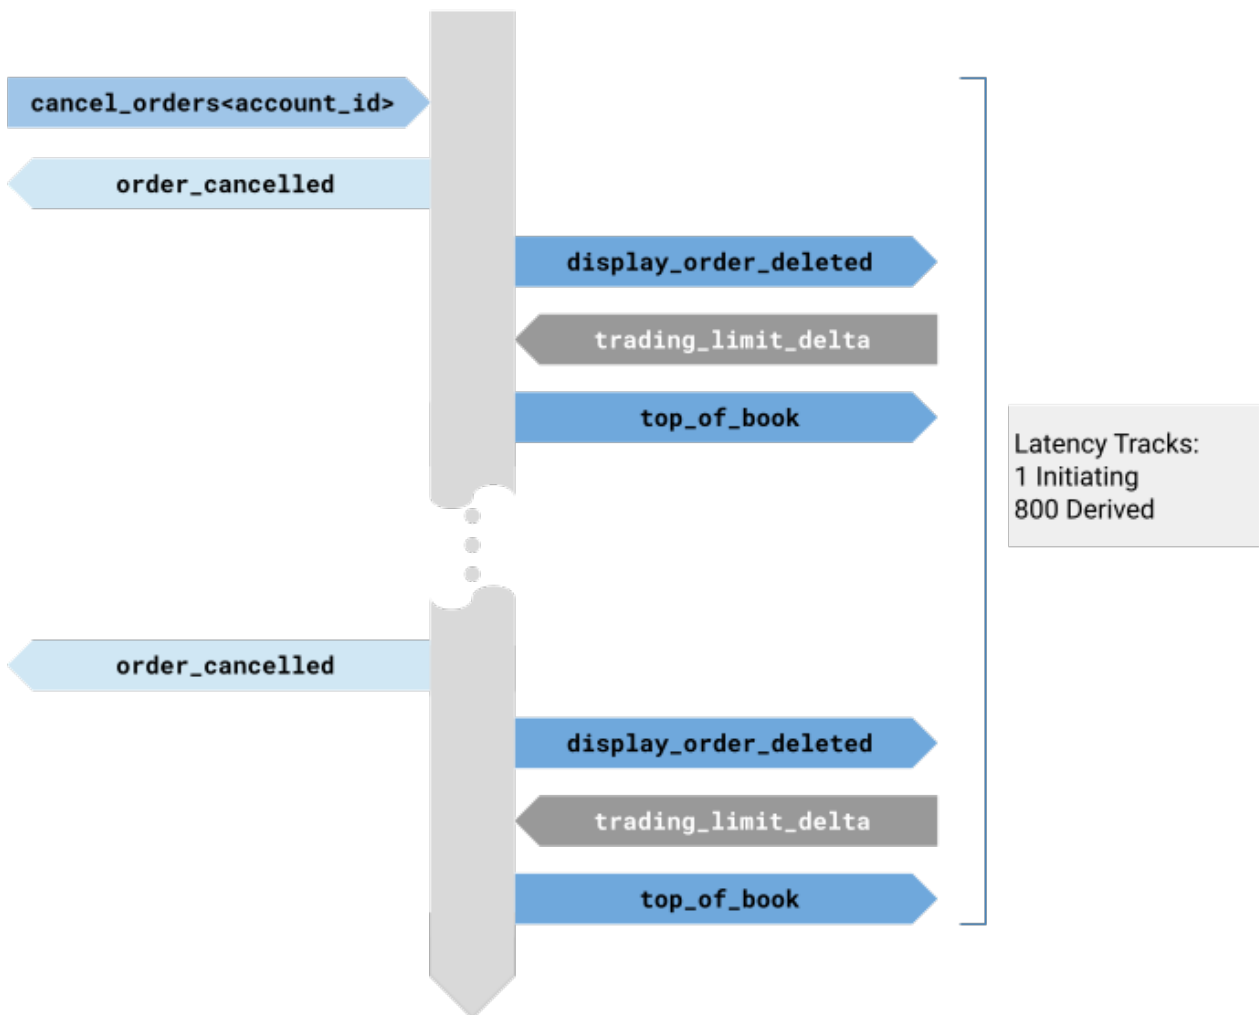 cancel_orders<account_id>
order_cancelled
display_order_deleted
trading_limit_delta
top_of_book
Latency Tracks:
1 Initiating
800 Derived
order_cancelled
display_order_deleted
trading_limit_delta
top_of_book